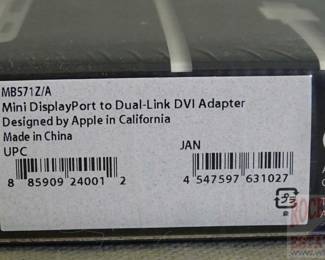 MB571Z/A
Mini DisplayPort to Dual-Link DVI Adapter
Designed by Apple in California
Made in China
UPC
JAN
8 85909 24001 2
4 547597 631027